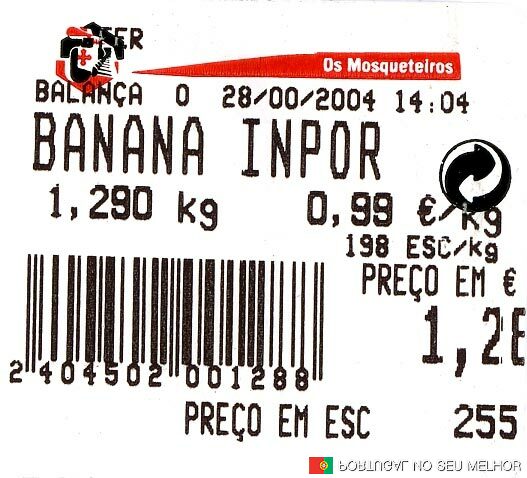 TER
Os Mosqueteiros
BALANÇA 0 28/00/2004 14:04
BANANA INPOR
1,290 kg 0,99 €/kg
198 ESC/kg
PREÇO EM €
1,28
2 404502 001288
PREÇO EM ESC 255
PORTUGAL NO SEU MELHOR